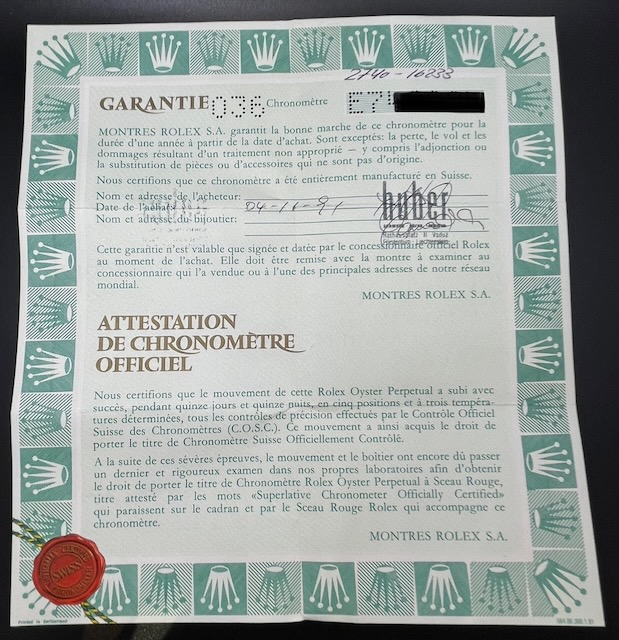 2740-16233
GARANTIE 036 Chronomètre E74
MONTRES ROLEX S.A. garantit la bonne marche de ce chronomètre pour la
durée d'une année à partir de la date d'achat. Sont exceptés: la perte, le vol et les
dommages résultant d'un traitement non approprié – y compris l'adjonction ou
la substitution de pièces ou d'accessoires qui ne sont pas d'origine.
Nous certifions que ce chronomètre a été entièrement manufacturé en Suisse.
Nom et adresse de l'acheteur:
Date de l'achat: 04-11-91
Nom et adresse du bijoutier:
huber
Cette garantie n'est valable que signée et datée par le concessionnaire officiel Rolex
au moment de l'achat. Elle doit être remise avec la montre à examiner au
concessionnaire qui l'a vendue ou à l'une des principales adresses de notre réseau
mondial.
MONTRES ROLEX S.A.
ATTESTATION
DE CHRONOMÈTRE
OFFICIEL
Nous certifions que le mouvement de cette Rolex Oyster Perpetual a subi avec
succès, pendant quinze jours et quinze nuits, en cinq positions et à trois tempéra-
tures déterminées, tous les contrôles de précision effectués par le Contrôle Officiel
Suisse des Chronomètres (C.O.S.C.). Ce mouvement a ainsi acquis le droit de
porter le titre de Chronomètre Suisse Officiellement Contrôlé.
A la suite de ces sévères épreuves, le mouvement et le boîtier ont encore dû passer
un dernier et rigoureux examen dans nos propres laboratoires afin d'obtenir
le droit de porter le titre de Chronomètre Rolex Oyster Perpetual à Sceau Rouge,
titre attesté par les mots «Superlative Chronometer Officially Certified»
qui paraissent sur le cadran et par le Sceau Rouge Rolex qui accompagne ce
chronomètre.
MONTRES ROLEX S.A.
SWISS
Printed in Switzerland